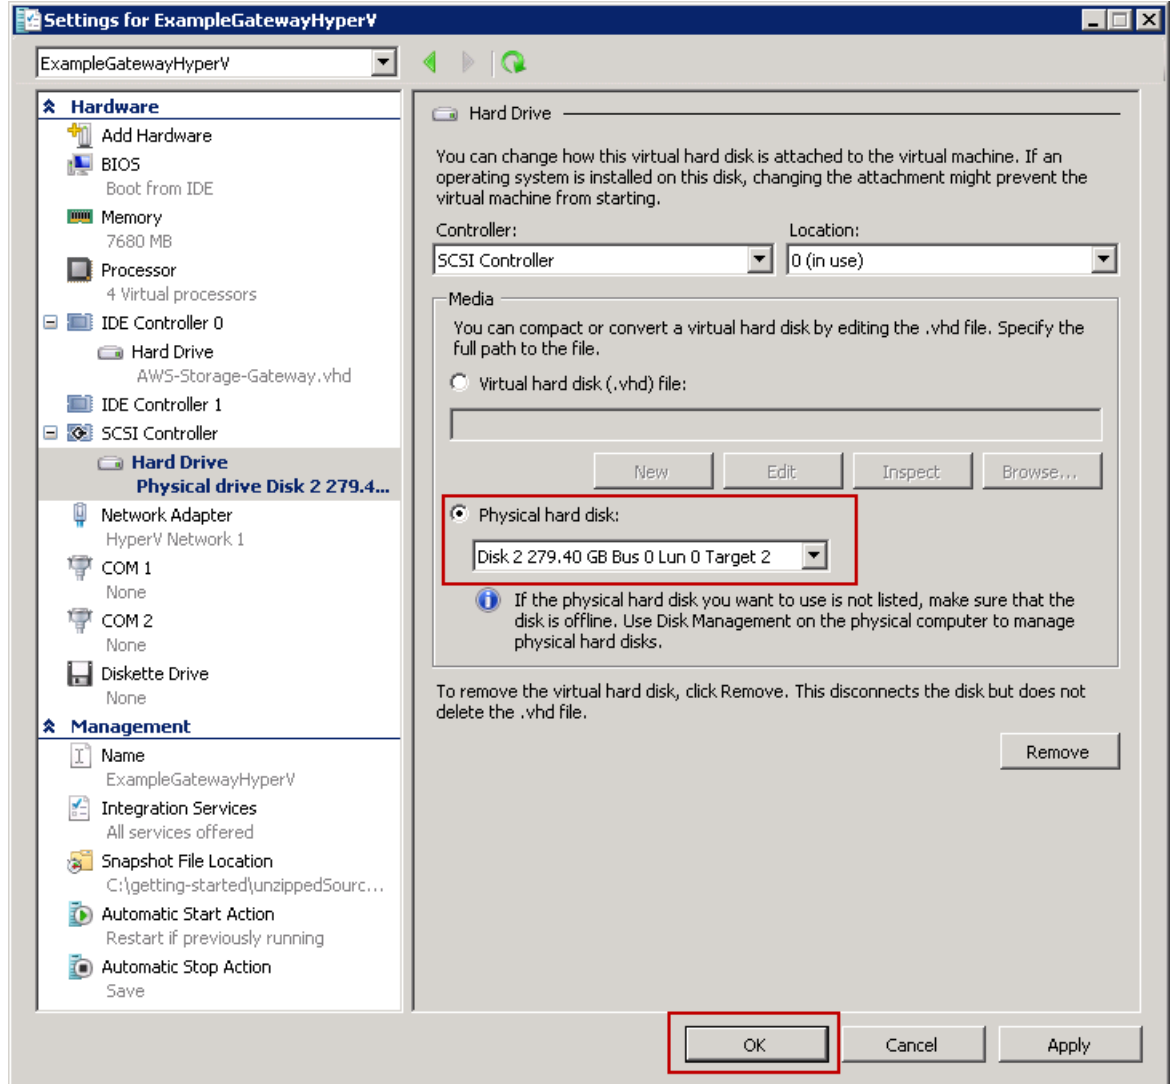 Settings for ExampleGatewayHyperV
ExampleGatewayHyperV
Hardware
Add Hardware
BIOS
Boot from IDE
Memory
7680 MB
Processor
4 Virtual processors
IDE Controller 0
Hard Drive
AWS-Storage-Gateway.vhd
IDE Controller 1
SCSI Controller
Hard Drive
Physical drive Disk 2 279.4...
Network Adapter
HyperV Network 1
COM 1
None
COM 2
None
Diskette Drive
None
Management
Name
ExampleGatewayHyperV
Integration Services
All services offered
Snapshot File Location
C:\getting-started\unzippedSourc...
Automatic Start Action
Restart if previously running
Automatic Stop Action
Save
Hard Drive
You can change how this virtual hard disk is attached to the virtual machine. If an
operating system is installed on this disk, changing the attachment might prevent the
virtual machine from starting.
Controller:
Location:
SCSI Controller
0 (in use)
Media
You can compact or convert a virtual hard disk by editing the .vhd file. Specify the
full path to the file.
Virtual hard disk (.vhd) file:
New
Edit
Inspect
Browse...
Physical hard disk:
Disk 2 279.40 GB Bus 0 Lun 0 Target 2
If the physical hard disk you want to use is not listed, make sure that the
disk is offline. Use Disk Management on the physical computer to manage
physical hard disks.
To remove the virtual hard disk, click Remove. This disconnects the disk but does not
delete the .vhd file.
Remove
OK
Cancel
Apply